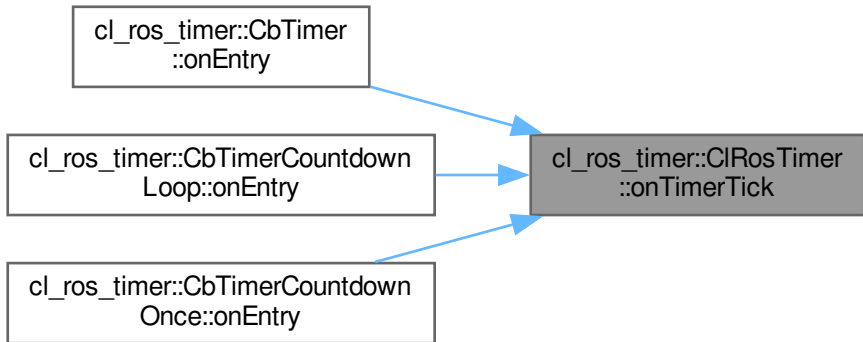 cl_ros_timer::CbTimer
::onEntry
cl_ros_timer::CbTimerCountdown
Loop::onEntry
cl_ros_timer::ClRosTimer
::onTimerTick
cl_ros_timer::CbTimerCountdown
Once::onEntry